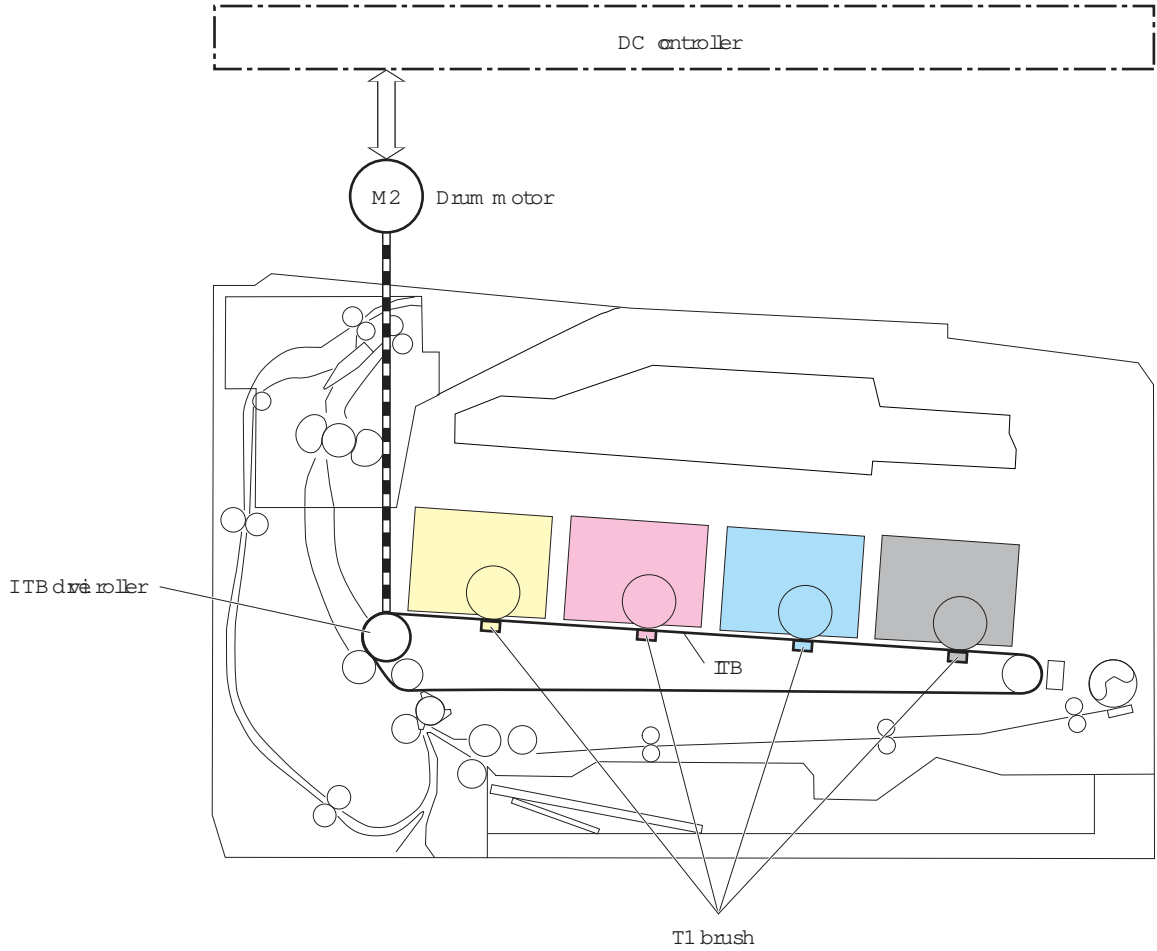 DC controller
M2
Drum motor
ITB drive roller
ITB
T1 brush